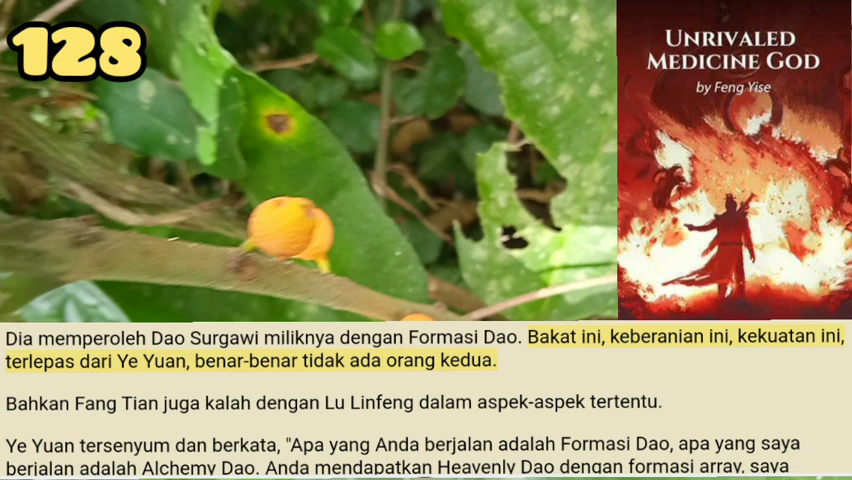 128
UNRIVALED
MEDICINE GOD
by Feng Yise
Dia memperoleh Dao Surgawi miliknya dengan Formasi Dao. Bakat ini, keberanian ini, kekuatan ini,
terlepas dari Ye Yuan, benar-benar tidak ada orang kedua.
Bahkan Fang Tian juga kalah dengan Lu Linfeng dalam aspek-aspek tertentu.
Ye Yuan tersenyum dan berkata, "Apa yang Anda berjalan adalah Formasi Dao, apa yang saya
berjalan adalah Alchemy Dao. Anda mendapatkan Heavenly Dao dengan formasi array, saya